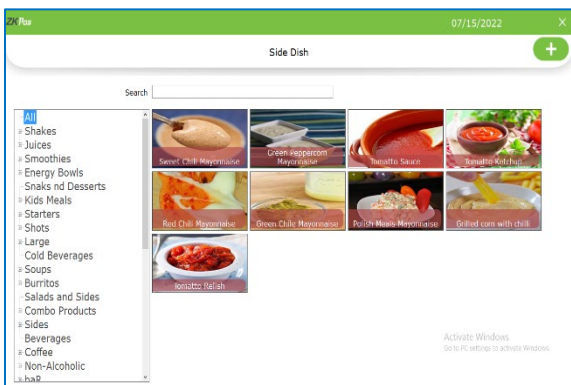 ZKPos
07/15/2022
X
Side Dish
+
Search
All
Shakes
Juices
Smoothies
Energy Bowls
Snaks nd Desserts
Kids Meals
Starters
Shots
Large
Cold Beverages
Soups
Burritos
Salads and Sides
Combo Products
Sides
Beverages
Coffee
Non-Alcoholic
baR
Sweet Chili Mayonnaise
Green Peppercorn
Mayonnaise
Tomatto Sauce
Tomatto Ketchup
Red Chili Mayonnaise
Green Chile Mayonnaise
Polish Meals Mayonnaise
Grilled corn with chilli
Tomatto Relish
Activate Windows
Go to PC settings to activate Windows.